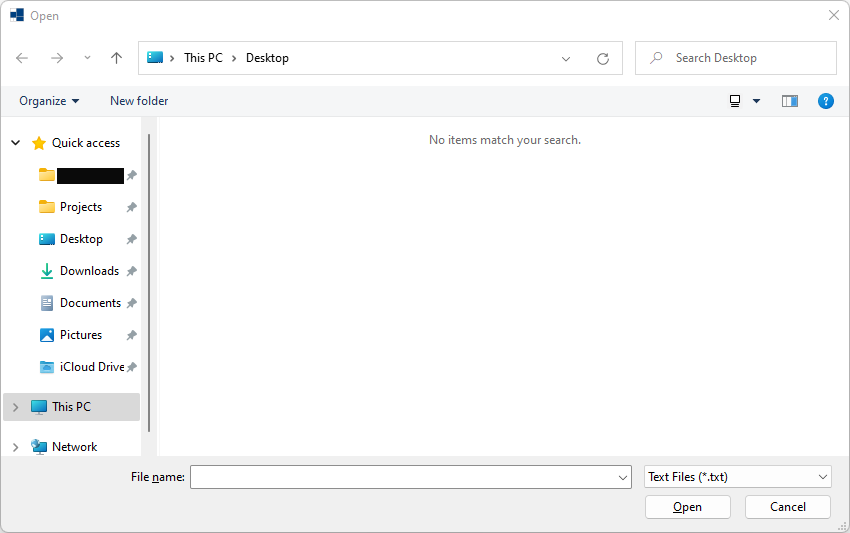 Open
This PC
Desktop
Search Desktop
Organize
New folder
?
Quick access
No items match your search.
Projects
Desktop
Downloads
Documents
Pictures
iCloud Drive
This PC
Network
File name:
Text Files (*.txt)
Open
Cancel